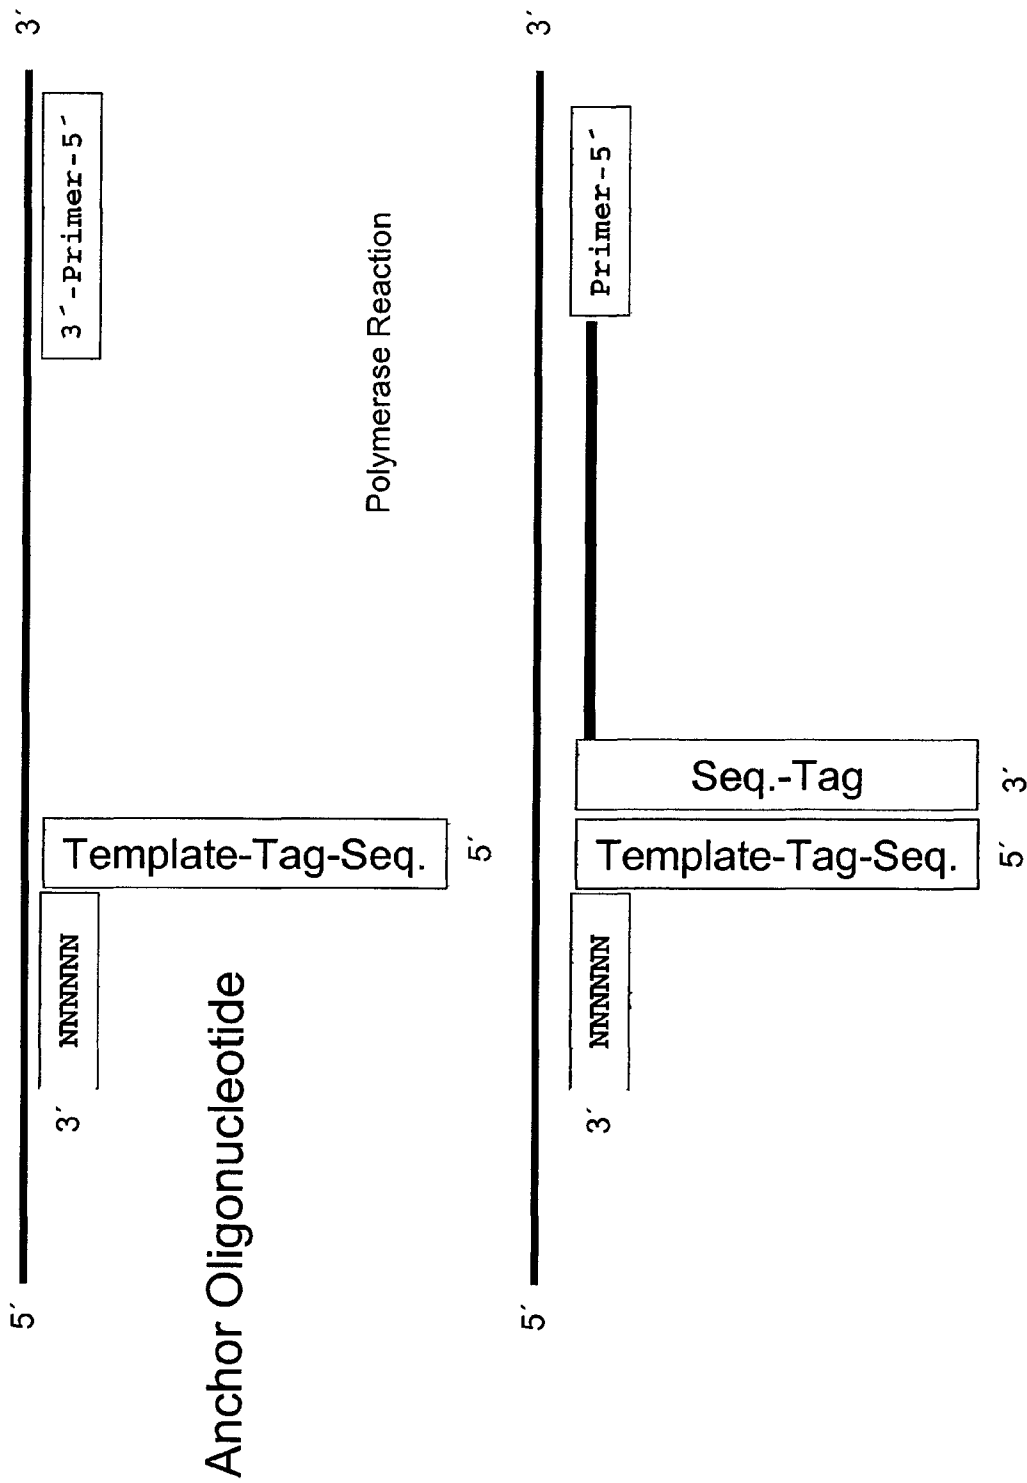 5´
3´
3´
NNNNNN
Template-Tag-Seq.
5´
3´-Primer-5´
Anchor Oligonucleotide
Polymerase Reaction
5´
3´
3´
NNNNNN
Template-Tag-Seq.
5´
Seq.-Tag
3´
Primer-5´